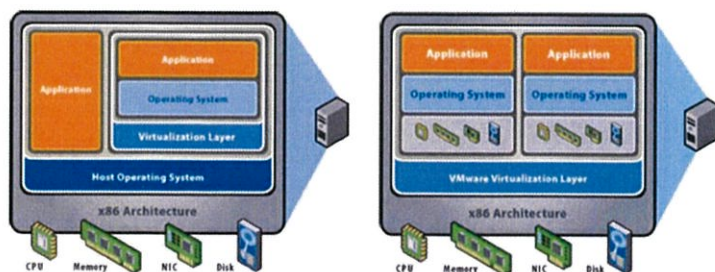 Application
Application
Operating System
Virtualization Layer
Host Operating System
x86 Architecture
CPU Memory NIC Disk
Application Application
Operating System Operating System
VMware Virtualization Layer
x86 Architecture
CPU Memory NIC Disk